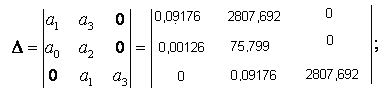 Δ = | a₁ a₃ 0 | = | 0,09176 2807,692 0 |
| a₀ a₂ 0 | | 0,00126 75,799 0 | ;
| 0 a₁ a₃ | | 0 0,09176 2807,692 |